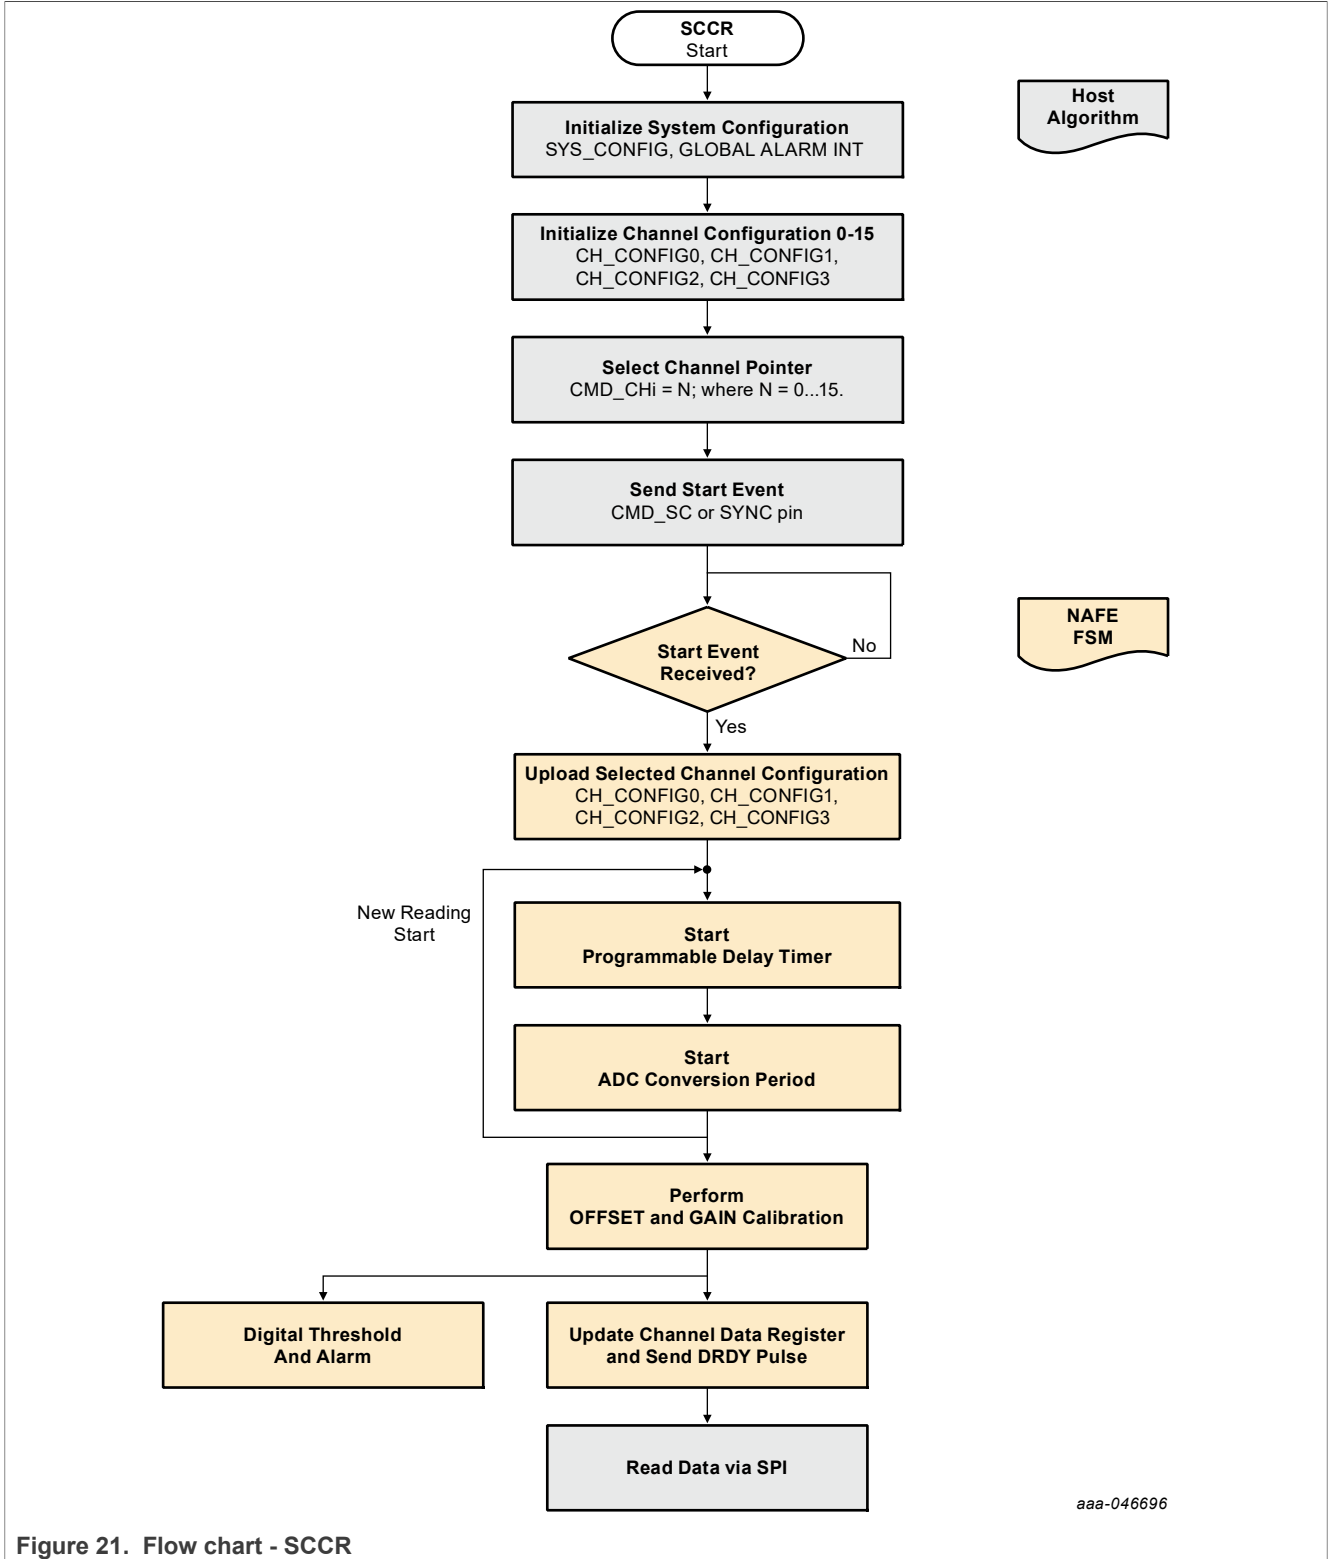 SCCR
Start
Host
Algorithm
Initialize System Configuration
SYS_CONFIG, GLOBAL ALARM INT
Initialize Channel Configuration 0-15
CH_CONFIG0, CH_CONFIG1,
CH_CONFIG2, CH_CONFIG3
Select Channel Pointer
CMD_CHi = N; where N = 0...15.
Send Start Event
CMD_SC or SYNC pin
NAFE
FSM
Start Event
Received?
No
Yes
Upload Selected Channel Configuration
CH_CONFIG0, CH_CONFIG1,
CH_CONFIG2, CH_CONFIG3
New Reading
Start
Start
Programmable Delay Timer
Start
ADC Conversion Period
Perform
OFFSET and GAIN Calibration
Digital Threshold
And Alarm
Update Channel Data Register
and Send DRDY Pulse
Read Data via SPI
aaa-046696
Figure 21. Flow chart - SCCR